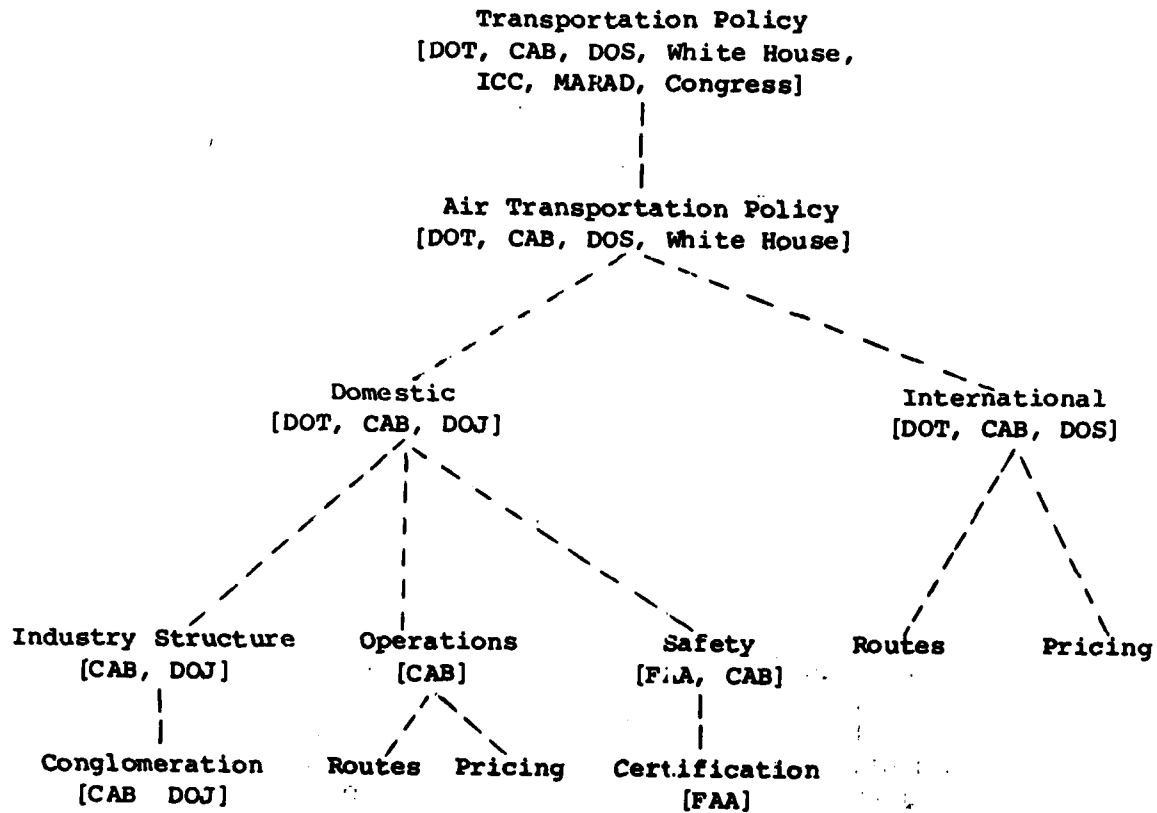 Transportation Policy
[DOT, CAB, DOS, White House,
ICC, MARAD, Congress]
Air Transportation Policy
[DOT, CAB, DOS, White House]
Domestic
[DOT, CAB, DOJ]
International
[DOT, CAB, DOS]
Industry Structure
[CAB, DOJ]
Operations
[CAB]
Safety
[FAA, CAB]
Routes
Pricing
Conglomeration
[CAB DOJ]
Routes
Pricing
Certification
[FAA]